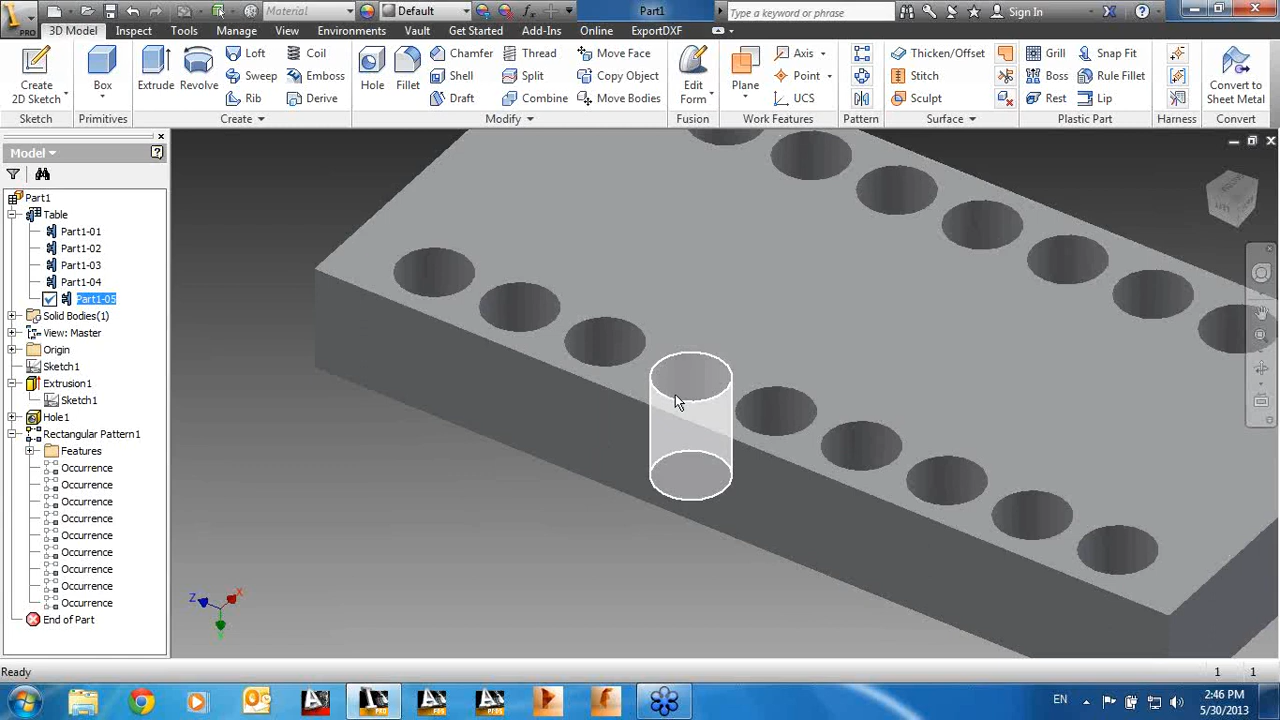 PRO
Material
Default
Part1
Type a keyword or phrase
Sign In
3D Model
Inspect
Tools
Manage
View
Environments
Vault
Get Started
Add-Ins
Online
ExportDXF
Create
2D Sketch
Sketch
Box
Primitives
Extrude
Revolve
Loft
Sweep
Rib
Coil
Emboss
Derive
Create
Hole
Fillet
Chamfer
Shell
Draft
Thread
Split
Combine
Move Face
Copy Object
Move Bodies
Modify
Edit
Form
Fusion
Plane
Axis
Point
UCS
Work Features
Pattern
Thicken/Offset
Stitch
Sculpt
Surface
Grill
Boss
Rest
Snap Fit
Rule Fillet
Lip
Plastic Part
Harness
Convert to
Sheet Metal
Convert
Model
Part1
Table
Part1-01
Part1-02
Part1-03
Part1-04
Part1-05
Solid Bodies(1)
View: Master
Origin
Sketch1
Extrusion1
Sketch1
Hole1
Rectangular Pattern1
Features
Occurrence
Occurrence
Occurrence
Occurrence
Occurrence
Occurrence
Occurrence
Occurrence
Occurrence
End of Part
Z
X
Ready
1
1
EN
2:46 PM
5/30/2013